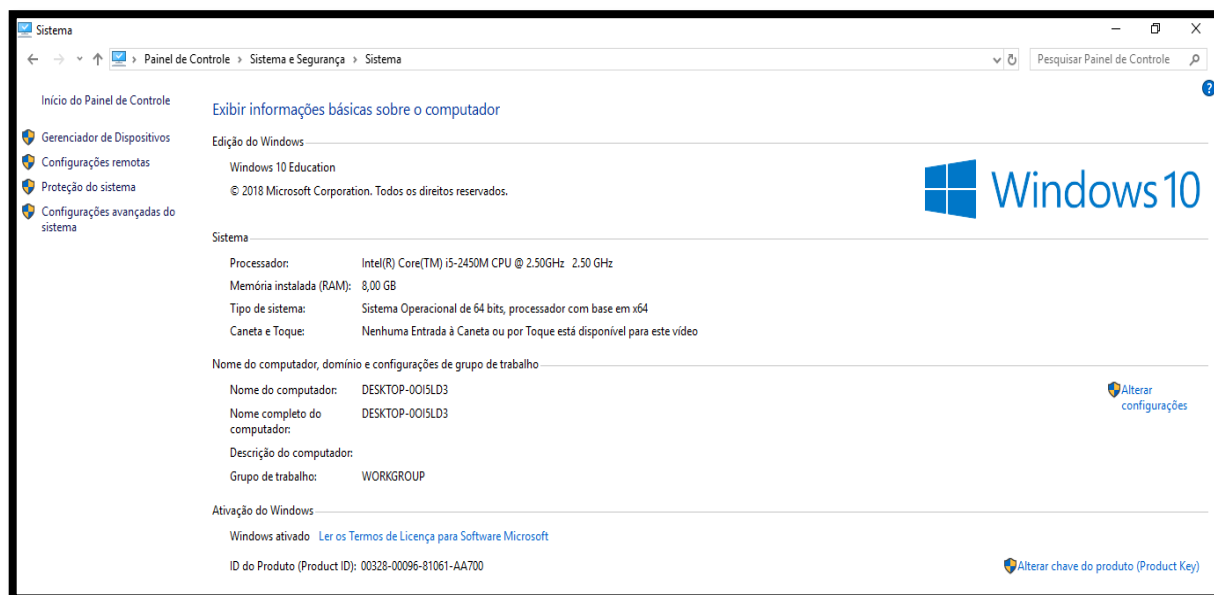 Sistema
Painel de Controle > Sistema e Segurança > Sistema
Pesquisar Painel de Controle
Início do Painel de Controle
Gerenciador de Dispositivos
Configurações remotas
Proteção do sistema
Configurações avançadas do
sistema
Exibir informações básicas sobre o computador
Edição do Windows
Windows 10 Education
© 2018 Microsoft Corporation. Todos os direitos reservados.
Windows 10
Sistema
Processador: Intel(R) Core(TM) i5-2450M CPU @ 2.50GHz 2.50 GHz
Memória instalada (RAM): 8,00 GB
Tipo de sistema: Sistema Operacional de 64 bits, processador com base em x64
Caneta e Toque: Nenhuma Entrada à Caneta ou por Toque está disponível para este vídeo
Nome do computador, domínio e configurações de grupo de trabalho
Nome do computador: DESKTOP-0OI5LD3
Alterar
configurações
Nome completo do DESKTOP-0OI5LD3
computador:
Descrição do computador:
Grupo de trabalho: WORKGROUP
Ativação do Windows
Windows ativado Ler os Termos de Licença para Software Microsoft
ID do Produto (Product ID): 00328-00096-81061-AA700
Alterar chave do produto (Product Key)